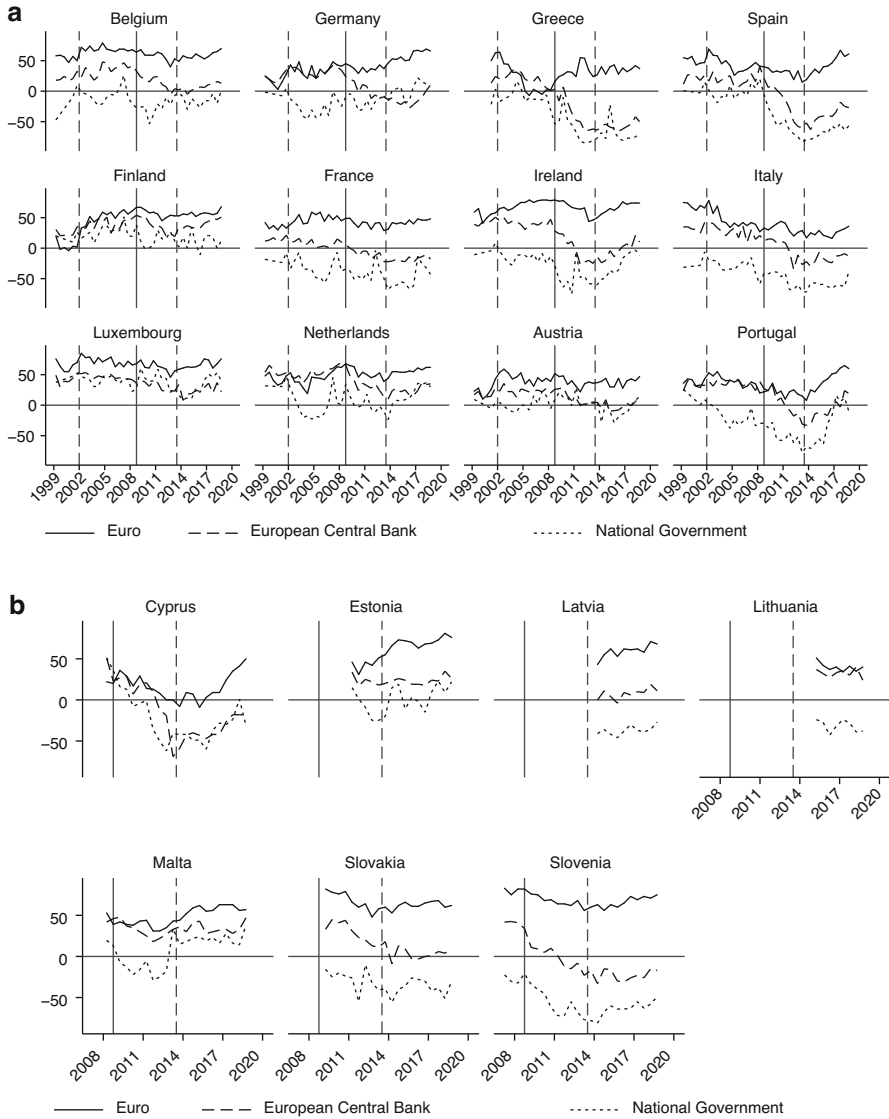 a
Belgium Germany Greece Spain
50
0
−50
Finland France Ireland Italy
50
0
−50
Luxembourg Netherlands Austria Portugal
50
0
−50
1999 2002 2005 2008 2011 2014 2017 2020 1999 2002 2005 2008 2011 2014 2017 2020 1999 2002 2005 2008 2011 2014 2017 2020 1999 2002 2005 2008 2011 2014 2017 2020
Euro European Central Bank National Government
b
Cyprus Estonia Latvia Lithuania
50
0
−50
2008 2011 2014 2017 2020
Malta Slovakia Slovenia
50
0
−50
2008 2011 2014 2017 2020 2008 2011 2014 2017 2020 2008 2011 2014 2017 2020
Euro European Central Bank National Government